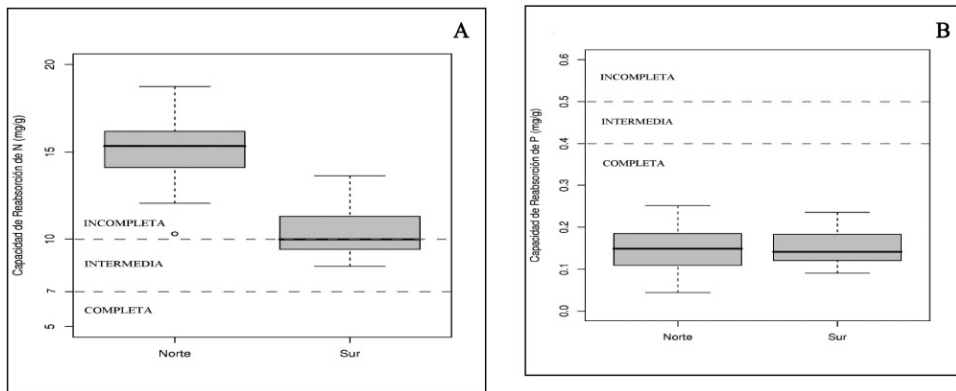 A
Capacidad de Reabsorción de N (mg/g)
20
15
10
7
5
INCOMPLETA
INTERMEDIA
COMPLETA
Norte
Sur
B
Capacidad de Reabsorción de P (mg/g)
0.6
0.5
0.4
0.3
0.2
0.1
0.0
INCOMPLETA
INTERMEDIA
COMPLETA
Norte
Sur